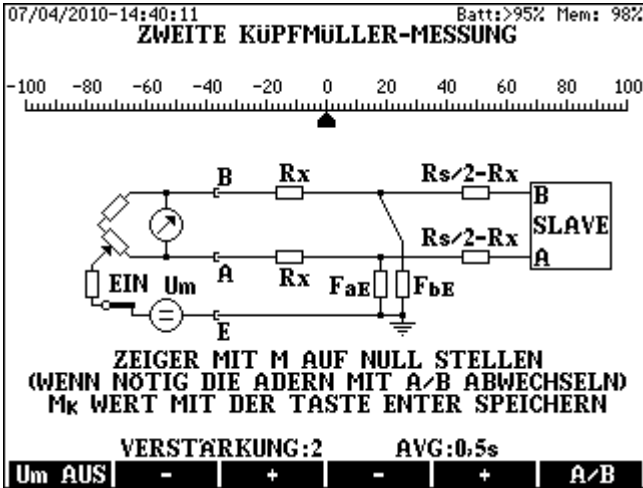 07/04/2010-14:40:11 Batt:>95% Mem: 98%
ZWEITE KÜPFMÜLLER-MESSUNG
-100 -80 -60 -40 -20 0 20 40 60 80 100
B Rx Rs/2-Rx B
SLAVE
Rs/2-Rx
A Rx A
EIN Um FaE FbE
E
ZEIGER MIT M AUF NULL STELLEN
(WENN NÖTIG DIE ADERN MIT A/B ABWECHSELN)
MK WERT MIT DER TASTE ENTER SPEICHERN
VERSTÄRKUNG:2 AVG:0,5s
Um AUS - + - + A/B